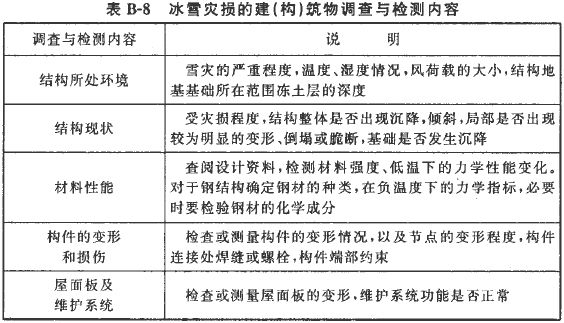 表 B-8 冰雪灾损的建(构)筑物调查与检测内容
调查与检测内容
说 明
结构所处环境
雪灾的严重程度,温度、湿度情况,风荷载的大小,结构地
基基础所在范围冻土层的深度
结构现状
受灾损程度,结构整体是否出现沉降,倾斜,局部是否出现
较为明显的变形、倒塌或脆断,基础是否发生沉降
材料性能
查阅设计资料,检测材料强度、低温下的力学性能变化。
对于钢结构确定钢材的种类,在负温度下的力学指标,必要
时要检验钢材的化学成分
构件的变形
和损伤
检查或测量构件的变形情况,以及节点的变形程度,构件
连接处焊缝或螺栓,构件端部约束
屋面板及
维护系统
检查或测量屋面板的变形,维护系统功能是否正常